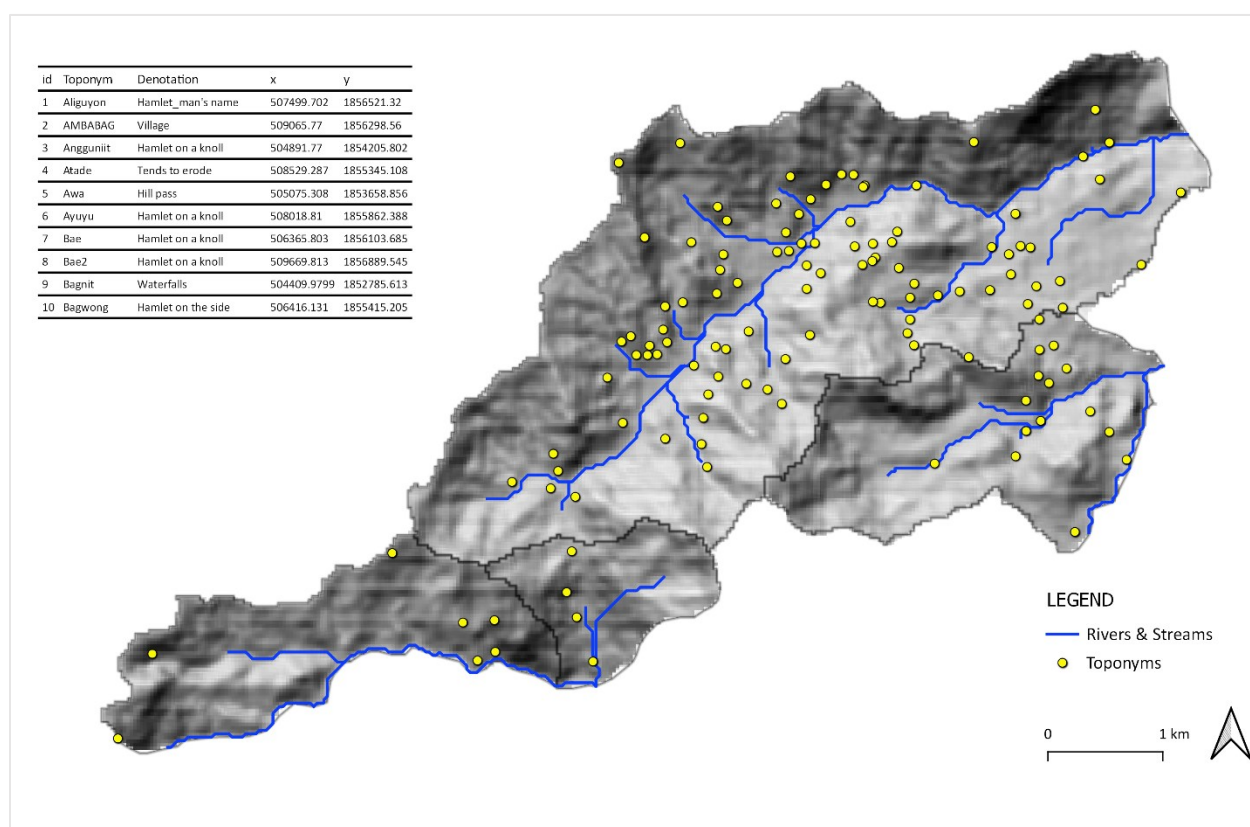 id Toponym Denotation x y
1 Aliguyon Hamlet_man's name 507499.702 1856521.32
2 AMBABAG Village 509065.77 1856298.56
3 Angguniit Hamlet on a knoll 504891.77 1854205.802
4 Atade Tends to erode 508529.287 1855345.108
5 Awa Hill pass 505075.308 1853658.856
6 Ayuyu Hamlet on a knoll 508018.81 1855862.388
7 Bae Hamlet on a knoll 506365.803 1856103.685
8 Bae2 Hamlet on a knoll 509669.813 1856889.545
9 Bagnit Waterfalls 504409.9799 1852785.613
10 Bagwong Hamlet on the side 506416.131 1855415.205
LEGEND
Rivers & Streams
Toponyms
0 1 km